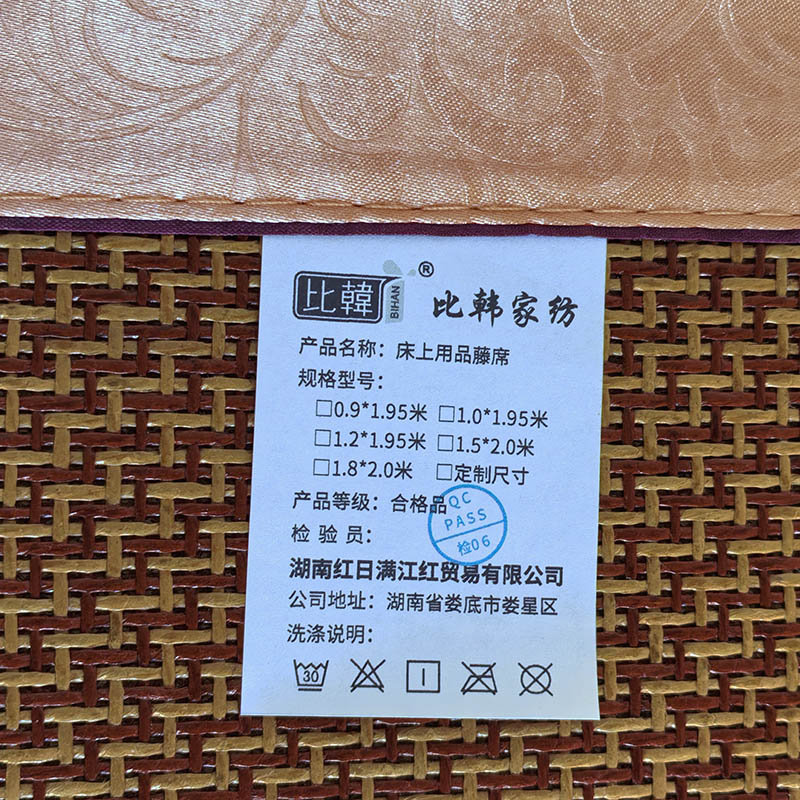 比韓 BIHAN ® 比韩家纺
产品名称：床上用品藤席
规格型号：
□0.9*1.95米 □1.0*1.95米
□1.2*1.95米 □1.5*2.0米
□1.8*2.0米 □定制尺寸
产品等级：合格品
QC
PASS
检06
检 验 员：
湖南红日满江红贸易有限公司
公司地址：湖南省娄底市娄星区
洗涤说明：
30